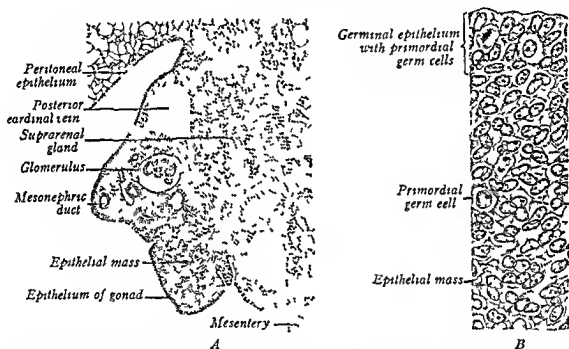 Peritoneal
epithelium
Posterior
cardinal vein
Suprarenal
gland
Glomerulus
Mesonephric
duct
Epithelial mass
Epithelium of gonad
Mesentery
A
Germinal epithelium
with primordial
germ cells
Primordial
germ cell
Epithelial mass
B